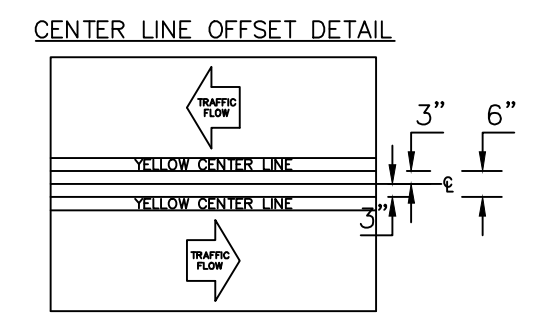 CENTER LINE OFFSET DETAIL
TRAFFIC
FLOW
3" 6"
YELLOW CENTER LINE
℄
YELLOW CENTER LINE
3"
TRAFFIC
FLOW